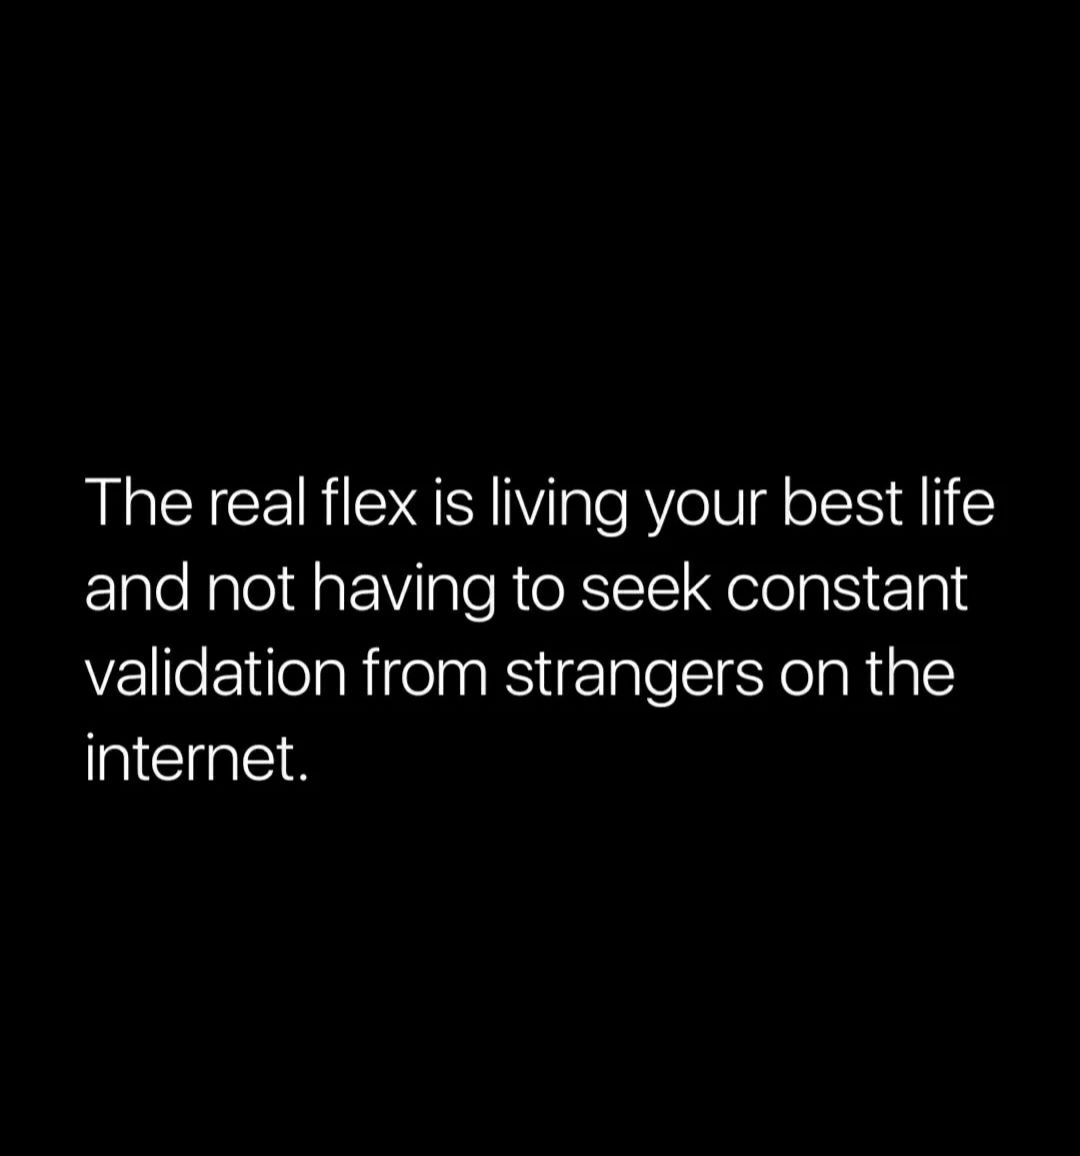 The real flex is living your best life
and not having to seek constant
validation from strangers on the
internet.